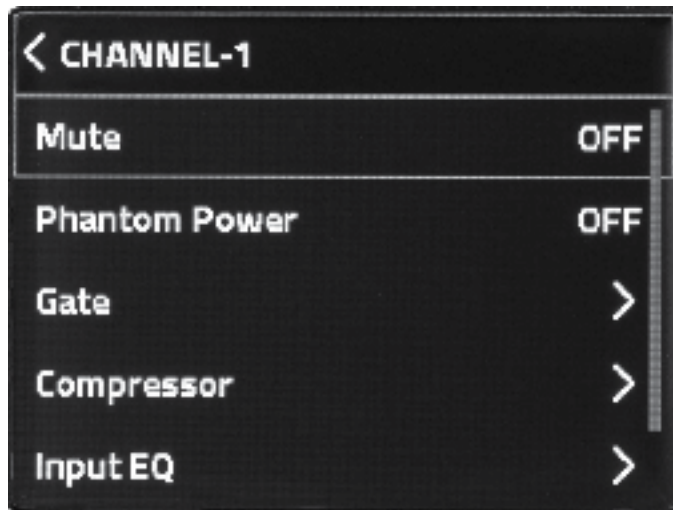 CHANNEL-1
Mute OFF
Phantom Power OFF
Gate
Compressor
Input EQ